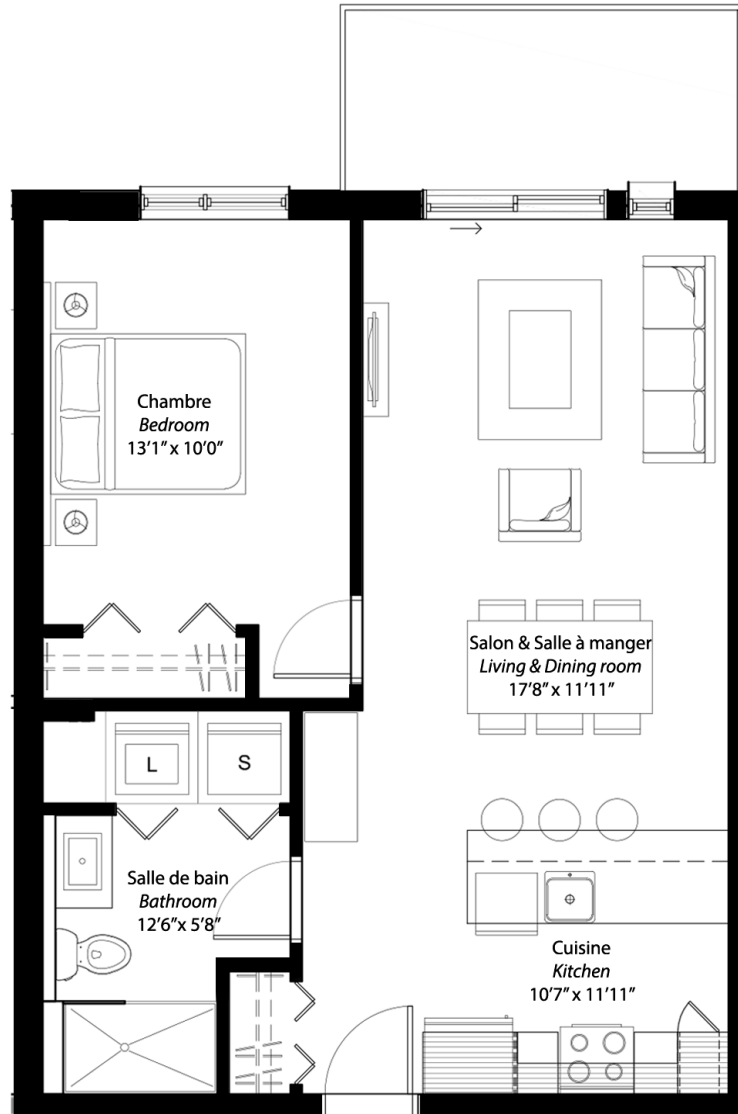 Chambre
Bedroom
13'1" x 10'0"
Salon & Salle à manger
Living & Dining room
17'8" x 11'11"
L
S
Salle de bain
Bathroom
12'6"x 5'8"
Cuisine
Kitchen
10'7" x 11'11"